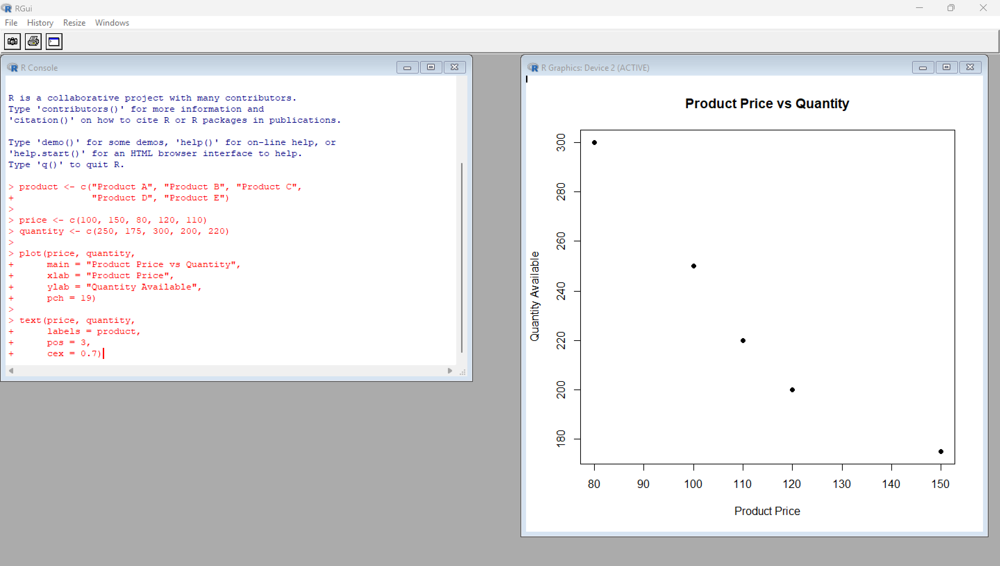 RGui
File History Resize Windows
R Console
R is a collaborative project with many contributors.
Type 'contributors()' for more information and
'citation()' on how to cite R or R packages in publications.
Type 'demo()' for some demos, 'help()' for on-line help, or
'help.start()' for an HTML browser interface to help.
Type 'q()' to quit R.
> product <- c("Product A", "Product B", "Product C",
+              "Product D", "Product E")
>
> price <- c(100, 150, 80, 120, 110)
> quantity <- c(250, 175, 300, 200, 220)
>
> plot(price, quantity,
+      main = "Product Price vs Quantity",
+      xlab = "Product Price",
+      ylab = "Quantity Available",
+      pch = 19)
>
> text(price, quantity,
+      labels = product,
+      pos = 3,
+      cex = 0.7)
R Graphics: Device 2 (ACTIVE)
Product Price vs Quantity
Quantity Available
300
280
260
240
220
200
180
80 90 100 110 120 130 140 150
Product Price